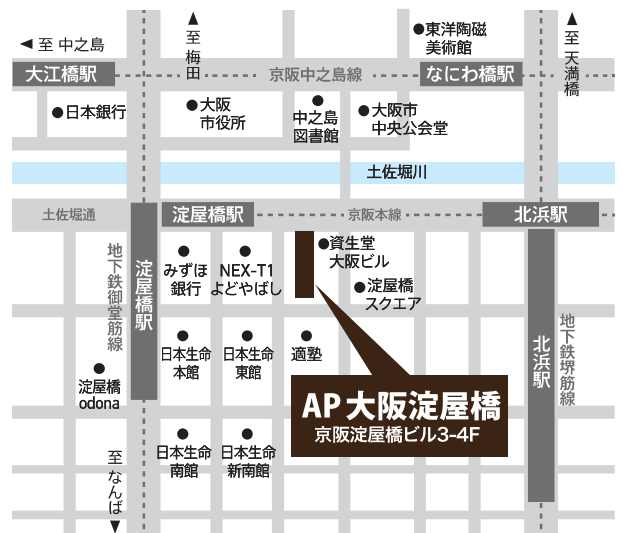 至 中之島
至 梅田
東洋陶磁
美術館
至 天満橋
大江橋駅
京阪中之島線
なにわ橋駅
日本銀行
大阪
市役所
中之島
図書館
大阪市
中央公会堂
土佐堀川
土佐堀通
淀屋橋駅
京阪本線
北浜駅
地下鉄御堂筋線
淀屋橋駅
みずほ
銀行
NEX-T1
よどやばし
資生堂
大阪ビル
淀屋橋
スクエア
地下鉄堺筋線
北浜駅
日本生命
本館
日本生命
東館
適塾
淀屋橋
odona
AP 大阪淀屋橋
京阪淀屋橋ビル3-4F
日本生命
南館
日本生命
新南館
至 なんば